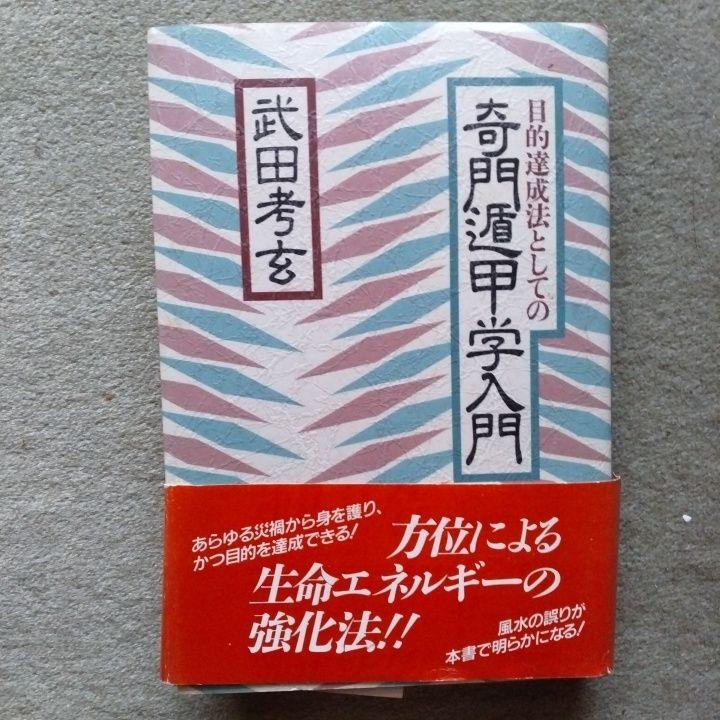 目的達成法としての
奇門遁甲学入門
武田考玄
あらゆる災禍から身を護り、
かつ目的を達成できる!
方位による
生命エネルギーの
強化法!!
風水の誤りが
本書で明らかになる!